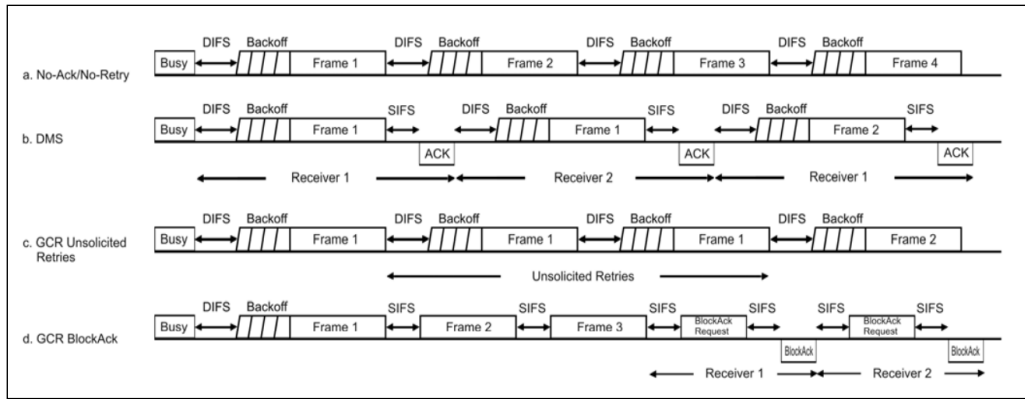 DIFS Backoff DIFS Backoff DIFS Backoff DIFS Backoff
a. No-Ack/No-Retry Busy Frame 1 Frame 2 Frame 3 Frame 4
DIFS Backoff SIFS DIFS Backoff SIFS DIFS Backoff SIFS
b. DMS Busy Frame 1 Frame 1 Frame 2
ACK ACK ACK
Receiver 1 Receiver 2 Receiver 1
DIFS Backoff DIFS Backoff DIFS Backoff DIFS Backoff
c. GCR Unsolicited Busy Frame 1 Frame 1 Frame 1 Frame 2
Retries
Unsolicited Retries
DIFS Backoff SIFS SIFS SIFS SIFS SIFS SIFS
d. GCR BlockAck Busy Frame 1 Frame 2 Frame 3 BlockAck Request BlockAck Request
BlockAck BlockAck
Receiver 1 Receiver 2